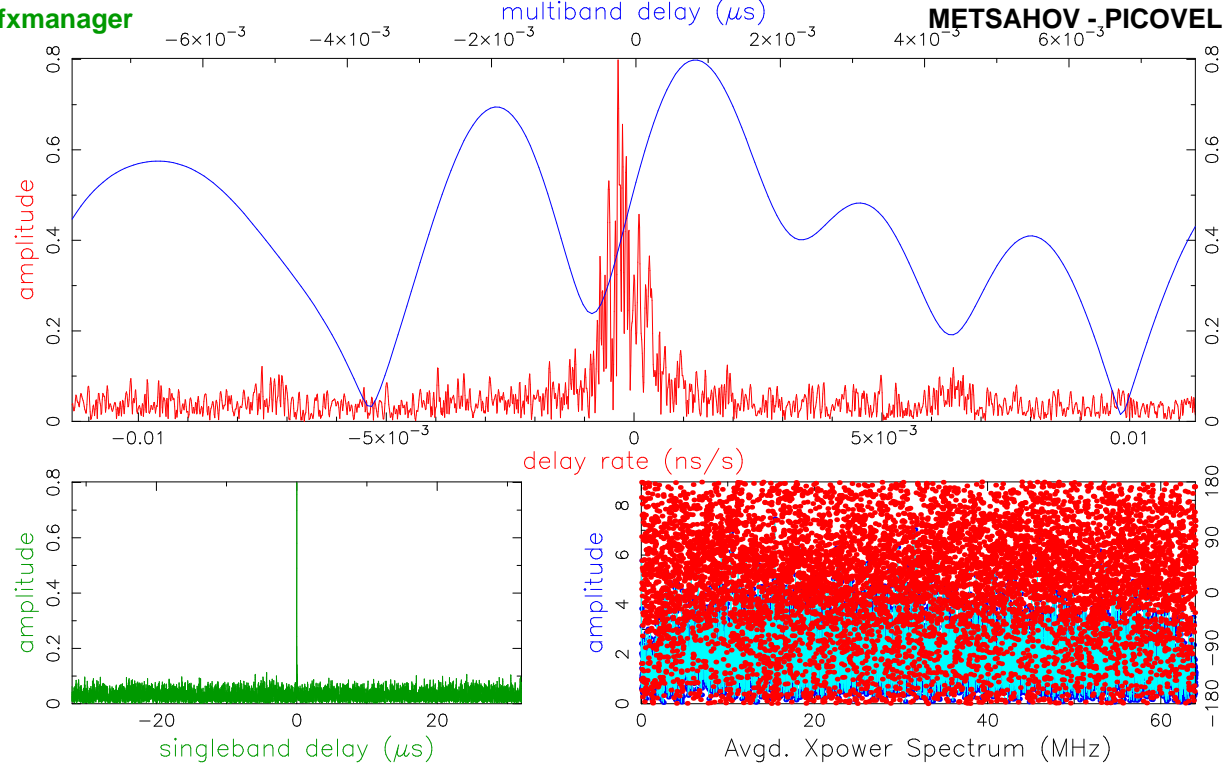 fxmanager
multiband delay (μs)
METSAHOV - PICOVEL
−6×10⁻³ −4×10⁻³ −2×10⁻³ 0 2×10⁻³ 4×10⁻³ 6×10⁻³
0.8 0.8
0.6 0.6
amplitude
0.4 0.4
0.2 0.2
0 0
−0.01 −5×10⁻³ 0 5×10⁻³ 0.01
delay rate (ns/s)
0.8
0.6
amplitude
0.4
0.2
0
−20 0 20
singleband delay (μs)
8
6
amplitude
4
2
0
180
90
0
−90
−180
0 20 40 60
Avgd. Xpower Spectrum (MHz)